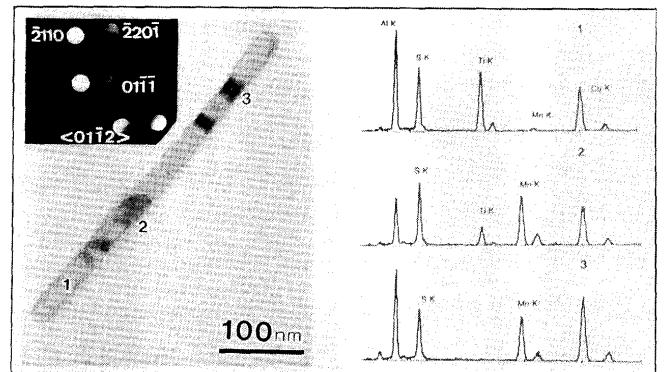 2̄110
2̄201̄
011̄1̄
<011̄2>
3
2
1
100nm
Al K
S K
Ti K
Mn K
Cu K
1
2
S K
Ti K
Mn K
3
S K
Mn K